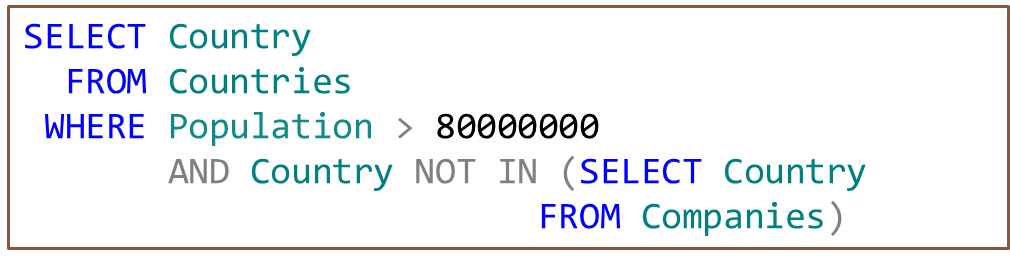 SELECT Country
FROM Countries
WHERE Population > 80000000
AND Country NOT IN (SELECT Country
FROM Companies)